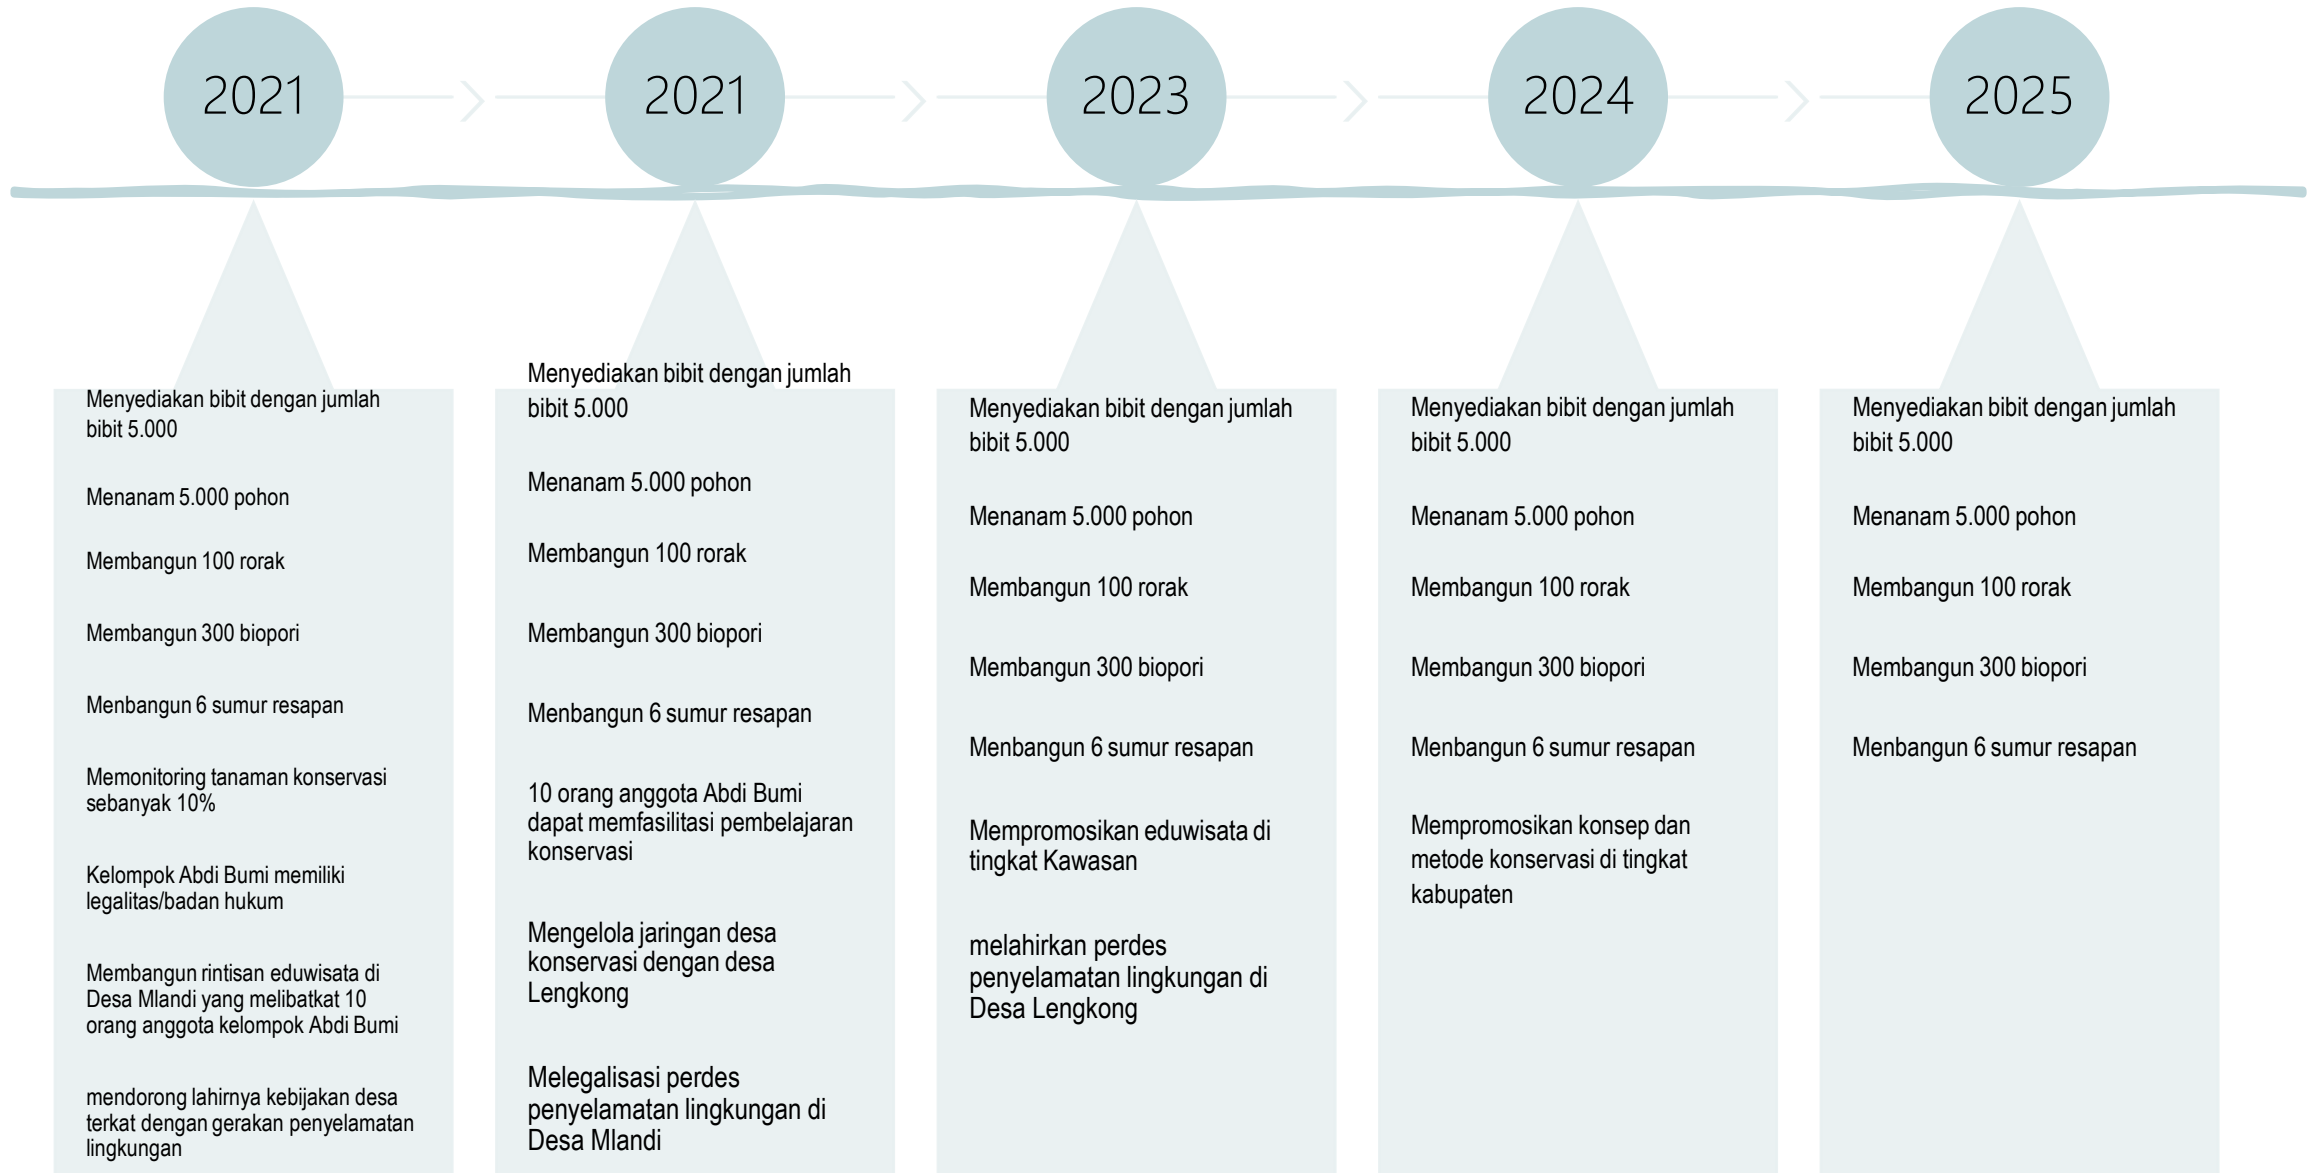 2021
2021
2023
2024
2025
Menyediakan bibit dengan jumlah
bibit 5.000
Menanam 5.000 pohon
Membangun 100 rorak
Membangun 300 biopori
Menbangun 6 sumur resapan
Memonitoring tanaman konservasi
sebanyak 10%
Kelompok Abdi Bumi memiliki
legalitas/badan hukum
Membangun rintisan eduwisata di
Desa Mlandi yang melibatkat 10
orang anggota kelompok Abdi Bumi
mendorong lahirnya kebijakan desa
terkat dengan gerakan penyelamatan
lingkungan
Menyediakan bibit dengan jumlah
bibit 5.000
Menanam 5.000 pohon
Membangun 100 rorak
Membangun 300 biopori
Menbangun 6 sumur resapan
10 orang anggota Abdi Bumi
dapat memfasilitasi pembelajaran
konservasi
Mengelola jaringan desa
konservasi dengan desa
Lengkong
Melegalisasi perdes
penyelamatan lingkungan di
Desa Mlandi
Menyediakan bibit dengan jumlah
bibit 5.000
Menanam 5.000 pohon
Membangun 100 rorak
Membangun 300 biopori
Menbangun 6 sumur resapan
Mempromosikan eduwisata di
tingkat Kawasan
melahirkan perdes
penyelamatan lingkungan di
Desa Lengkong
Menyediakan bibit dengan jumlah
bibit 5.000
Menanam 5.000 pohon
Membangun 100 rorak
Membangun 300 biopori
Menbangun 6 sumur resapan
Mempromosikan konsep dan
metode konservasi di tingkat
kabupaten
Menyediakan bibit dengan jumlah
bibit 5.000
Menanam 5.000 pohon
Membangun 100 rorak
Membangun 300 biopori
Menbangun 6 sumur resapan